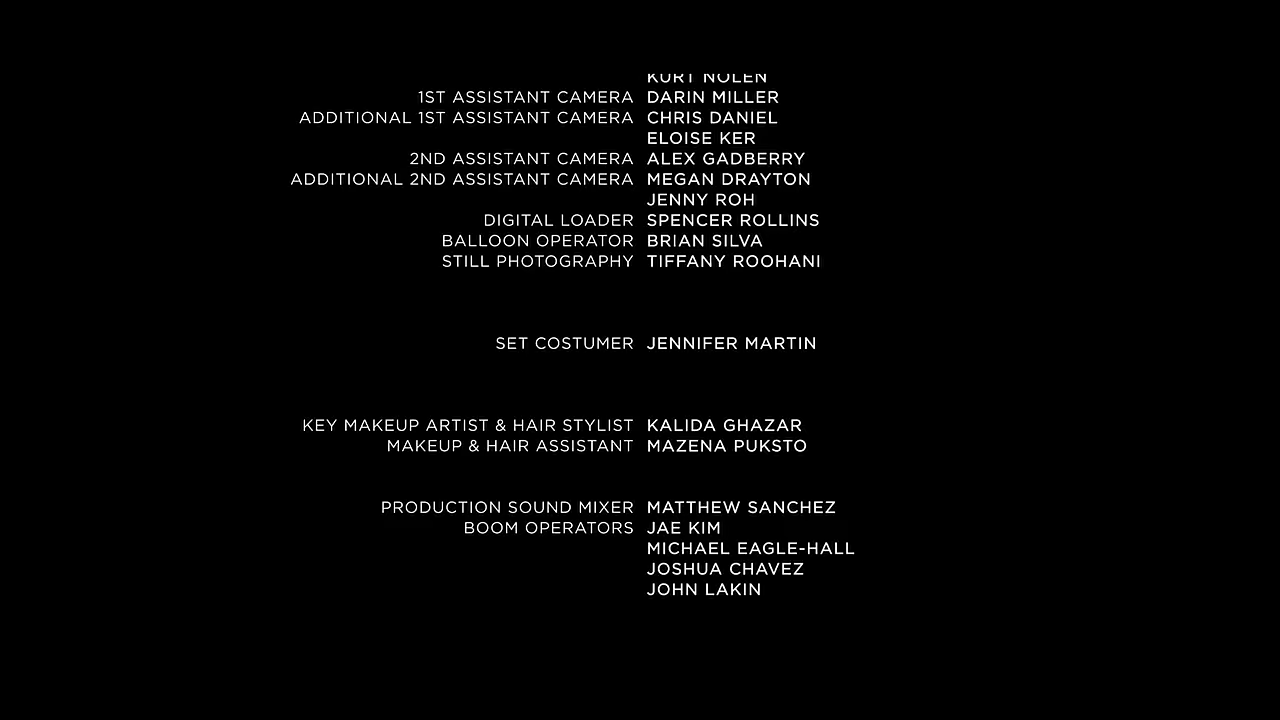 KURT NOLEN
1ST ASSISTANT CAMERA DARIN MILLER
ADDITIONAL 1ST ASSISTANT CAMERA CHRIS DANIEL
ELOISE KER
2ND ASSISTANT CAMERA ALEX GADBERRY
ADDITIONAL 2ND ASSISTANT CAMERA MEGAN DRAYTON
JENNY ROH
DIGITAL LOADER SPENCER ROLLINS
BALLOON OPERATOR BRIAN SILVA
STILL PHOTOGRAPHY TIFFANY ROOHANI
SET COSTUMER JENNIFER MARTIN
KEY MAKEUP ARTIST & HAIR STYLIST KALIDA GHAZAR
MAKEUP & HAIR ASSISTANT MAZENA PUKSTO
PRODUCTION SOUND MIXER MATTHEW SANCHEZ
BOOM OPERATORS JAE KIM
MICHAEL EAGLE-HALL
JOSHUA CHAVEZ
JOHN LAKIN